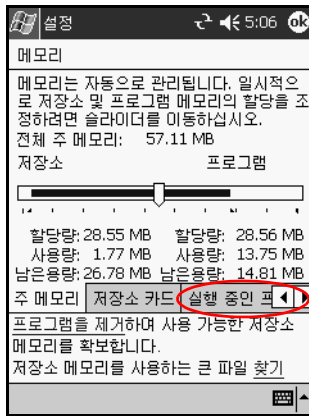 설정 5:06 ok
메모리
메모리는 자동으로 관리됩니다. 일시적으
로 저장소 및 프로그램 메모리의 할당을 조
정하려면 슬라이더를 이동하십시오.
전체 주 메모리: 57.11 MB
저장소 프로그램
할당량: 28.55 MB 할당량: 28.56 MB
사용량: 1.77 MB 사용량: 13.75 MB
남은용량: 26.78 MB 남은용량: 14.81 MB
주 메모리 저장소 카드 실행 중인 프
프로그램을 제거하여 사용 가능한 저장소
메모리를 확보합니다.
저장소 메모리를 사용하는 큰 파일 찾기